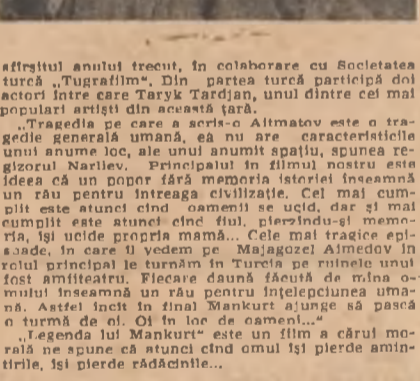 sfîrşitul anului trecut, în colaborare cu Societatea
turcă „Tugrafilm". Din partea turcă participă doi
actori între care Taryk Tardjan, unul dintre cei mai
populari artişti din această ţară.
„Tragedia pe care a scris-o Aitmatov este o tra-
gedie generală umană, ea nu are caracteristicile
unui anume loc, ale unui anumit spaţiu, spunea re-
gizorul Narliev. Principalul în filmul nostru este
ideea că un popor fără memoria istoriei înseamnă
un rău pentru întreaga civilizaţie. Cel mai cum-
plit este atunci cînd oamenii se ucid, dar şi mai
cumplit este atunci cînd fiul, pierzîndu-şi memo-
ria, îşi ucide propria mamă... Cele mai tragice epi-
soade, în care îl vedem pe Majagozel Aimedov în
rolul principal le turnăm în Turcia pe ruinele unui
fost amfiteatru. Fiecare daună făcută de mîna o-
mului înseamnă un rău pentru înţelepciunea uma-
nă. Astfel încît în final Mankurt ajunge să pască
o turmă de oi. Oi în loc de oameni..."
„Legenda lui Mankurt" este un film a cărui mo-
rală ne spune că atunci cînd omul îşi pierde amin-
tirile, îşi pierde rădăcinile...